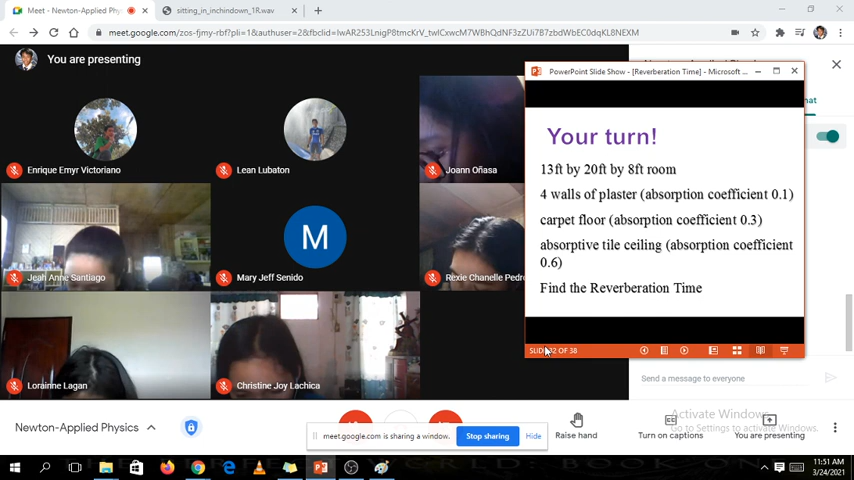 Meet - Newton-Applied Physics
sitting_in_inchindown_1R.wav
meet.google.com/zos-fjmy-rbf?pli=1&authuser=2&fbclid=IwAR253LnigP8tmcKrV_twlCxwcM7WBhQdNF3zZUi7B7zbdWbEC0dqKL8NEXM
You are presenting
Enrique Emyr Victoriano
Lean Lubaton
Joann Oñasa
Jeah Anne Santiago
M
Mary Jeff Senido
Rexie Chanelle Pedro
Lorainne Lagan
Christine Joy Lachica
PowerPoint Slide Show - [Reverberation Time] - Microsoft ...
Your turn!
13ft by 20ft by 8ft room
4 walls of plaster (absorption coefficient 0.1)
carpet floor (absorption coefficient 0.3)
absorptive tile ceiling (absorption coefficient
0.6)
Find the Reverberation Time
SLIDE 32 OF 38
Send a message to everyone
Activate Windows
Go to Settings to activate Windows.
Newton-Applied Physics
meet.google.com is sharing a window.
Stop sharing
Hide
Raise hand
Turn on captions
You are presenting
11:51 AM
3/24/2021